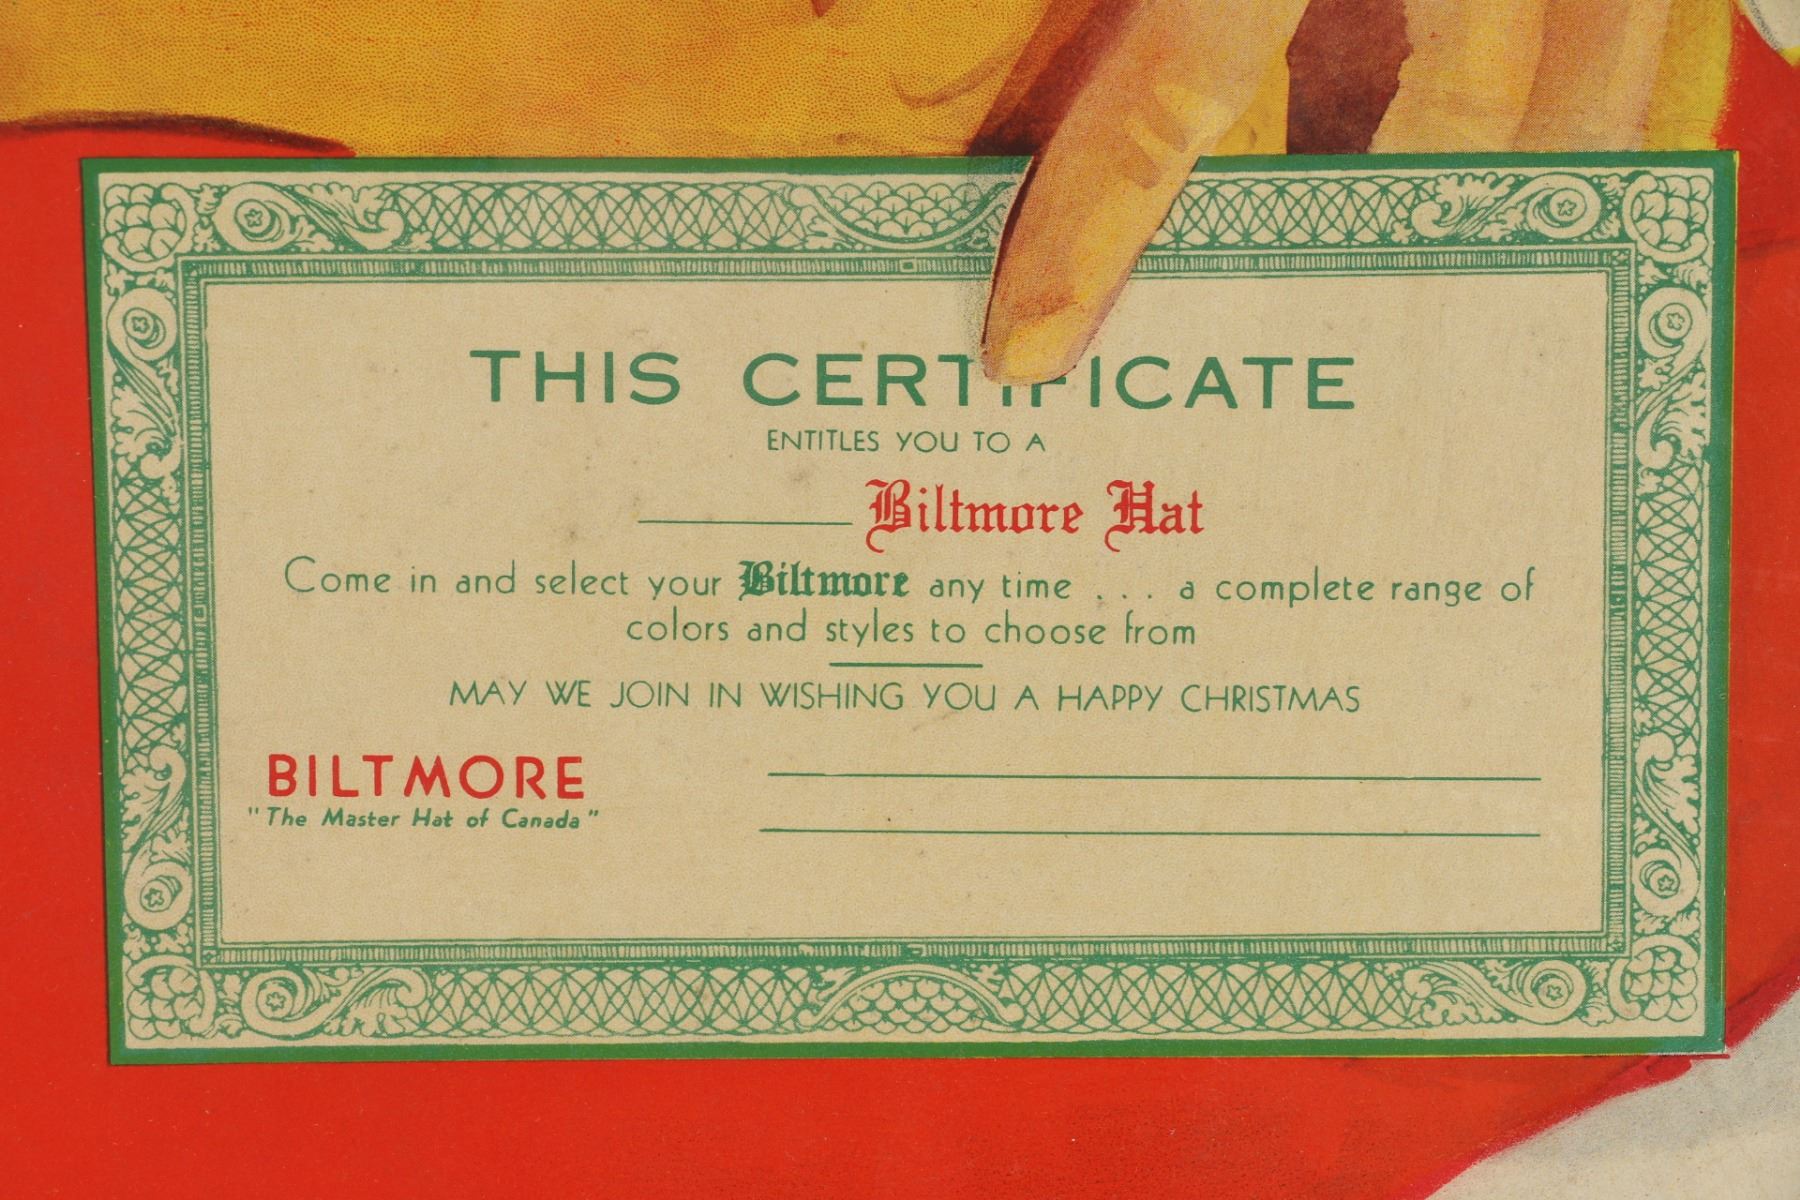 THIS CERTIFICATE
ENTITLES YOU TO A
Biltmore Hat
Come in and select your Biltmore any time . . . a complete range of
colors and styles to choose from
MAY WE JOIN IN WISHING YOU A HAPPY CHRISTMAS
BILTMORE
"The Master Hat of Canada"